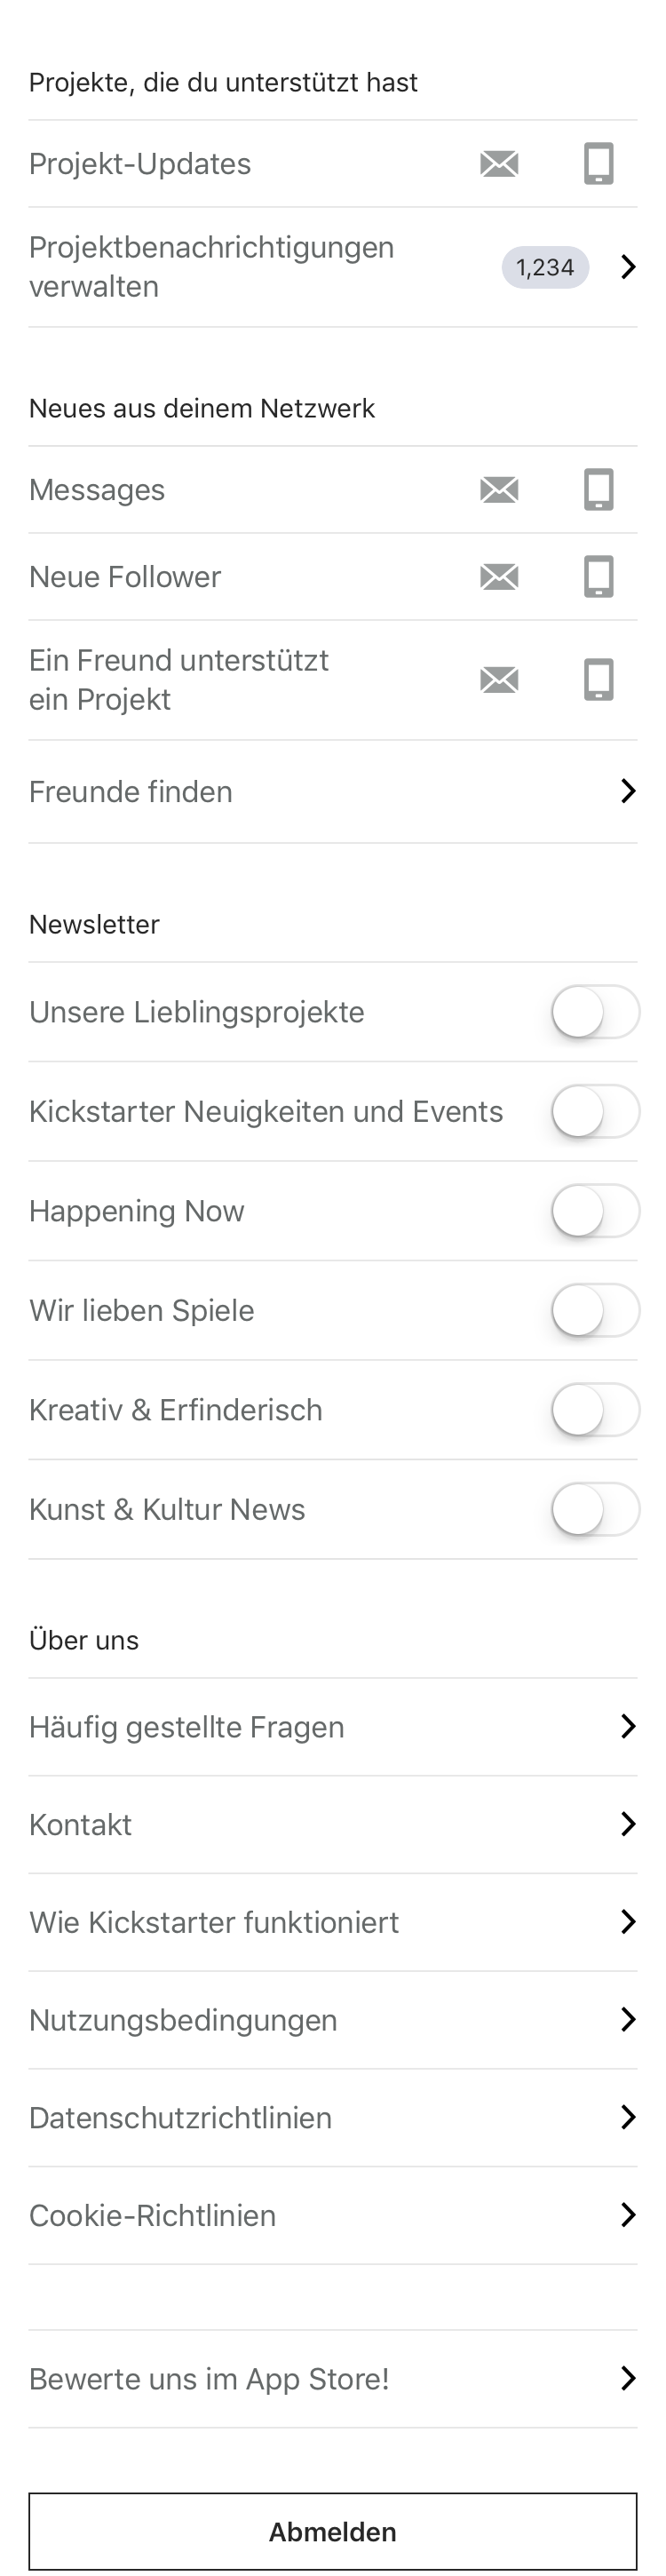 Projekte, die du unterstützt hast
Projekt-Updates
Projektbenachrichtigungen
verwalten
1,234
Neues aus deinem Netzwerk
Messages
Neue Follower
Ein Freund unterstützt
ein Projekt
Freunde finden
Newsletter
Unsere Lieblingsprojekte
Kickstarter Neuigkeiten und Events
Happening Now
Wir lieben Spiele
Kreativ & Erfinderisch
Kunst & Kultur News
Über uns
Häufig gestellte Fragen
Kontakt
Wie Kickstarter funktioniert
Nutzungsbedingungen
Datenschutzrichtlinien
Cookie-Richtlinien
Bewerte uns im App Store!
Abmelden